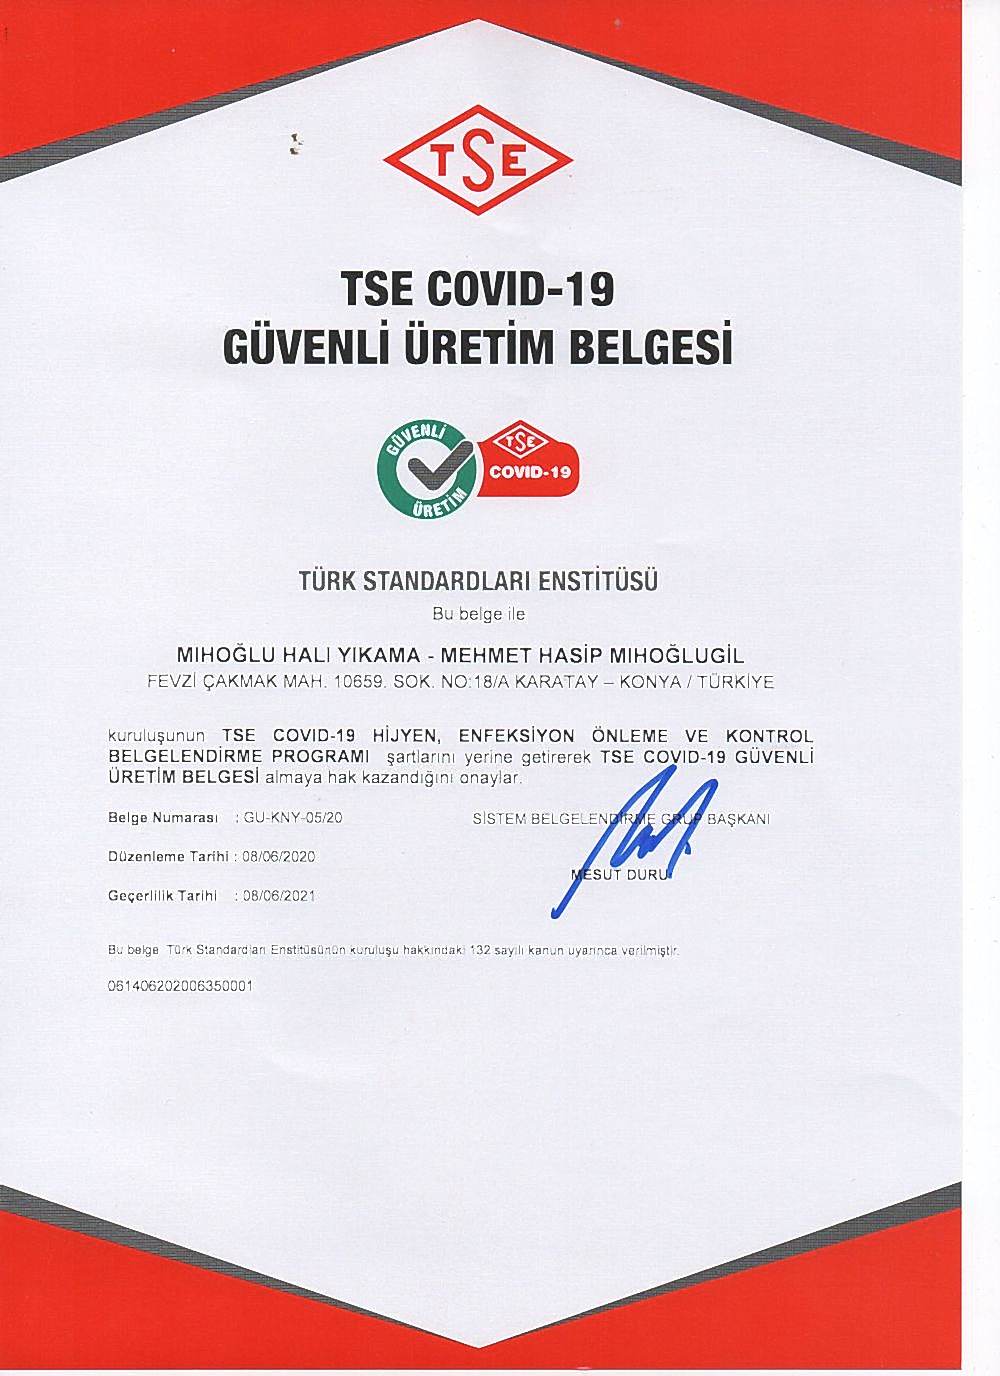 TSE
TSE COVID-19
GÜVENLİ ÜRETİM BELGESİ
GÜVENLİ
ÜRETİM
TSE
COVID-19
TÜRK STANDARDLARI ENSTİTÜSÜ
Bu belge ile
MIHOĞLU HALI YIKAMA - MEHMET HASİP MIHOĞLUGİL
FEVZİ ÇAKMAK MAH. 10659. SOK. NO:18/A KARATAY – KONYA / TÜRKİYE
kuruluşunun TSE COVID-19 HİJYEN, ENFEKSİYON ÖNLEME VE KONTROL
BELGELENDİRME PROGRAMI şartlarını yerine getirerek TSE COVID-19 GÜVENLİ
ÜRETİM BELGESİ almaya hak kazandığını onaylar.
Belge Numarası : GU-KNY-05/20
SİSTEM BELGELENDİRME GRUP BAŞKANI
Düzenleme Tarihi : 08/06/2020
MESUT DURU
Geçerlilik Tarihi : 08/06/2021
Bu belge Türk Standardları Enstitüsünün kuruluşu hakkındaki 132 sayılı kanun uyarınca verilmiştir.
061406202006350001